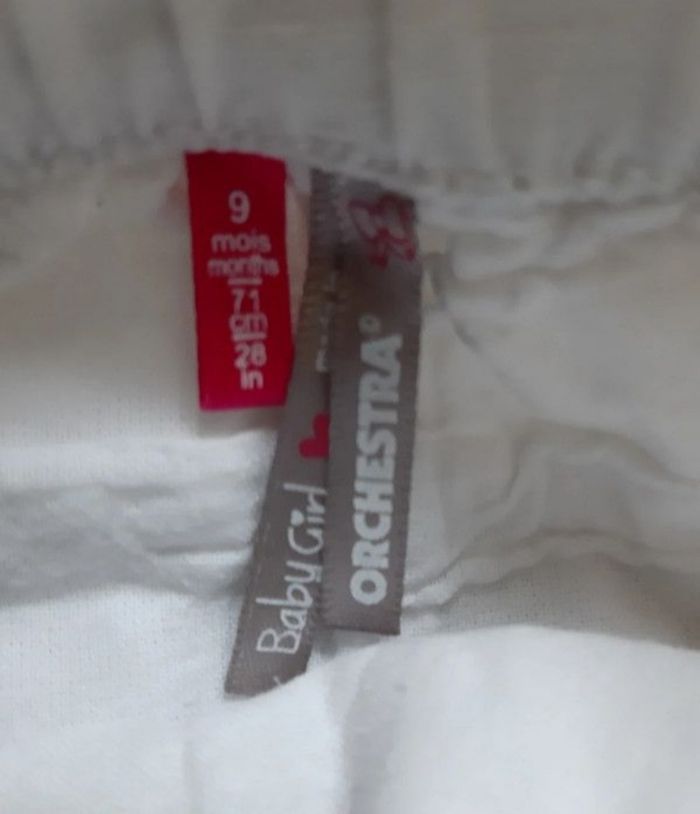 9
mois
months
71
cm
28
in
Baby Girl
ORCHESTRA®